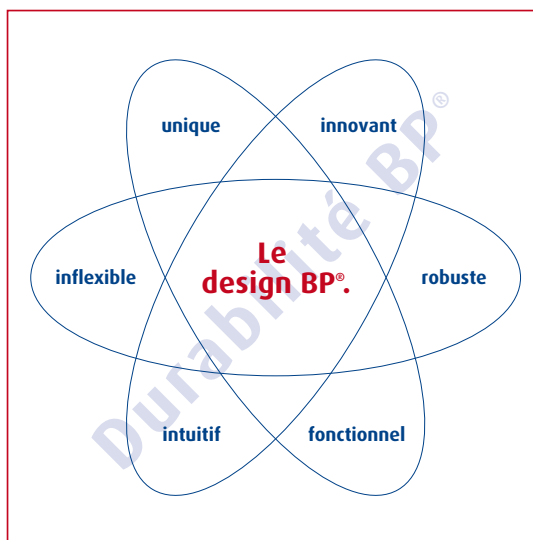 unique
innovant
Le
design BP®.
inflexible
robuste
intuitif
fonctionnel
Durabilité BP®